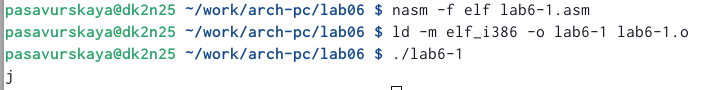 pasavurskaya@dk2n25 ~/work/arch-pc/lab06 $ nasm -f elf lab6-1.asm
pasavurskaya@dk2n25 ~/work/arch-pc/lab06 $ ld -m elf_i386 -o lab6-1 lab6-1.o
pasavurskaya@dk2n25 ~/work/arch-pc/lab06 $ ./lab6-1
j